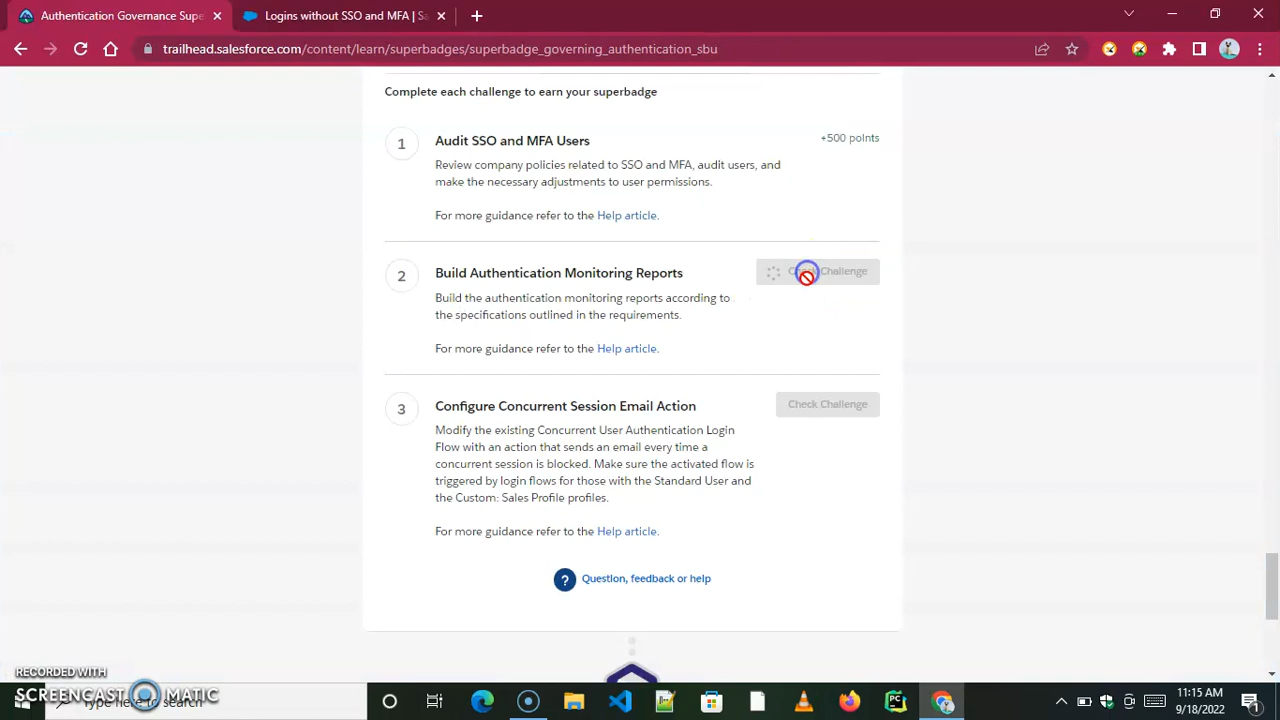 Authentication Governance Supe
Logins without SSO and MFA | Sa
trailhead.salesforce.com/content/learn/superbadges/superbadge_governing_authentication_sbu
Complete each challenge to earn your superbadge
1
Audit SSO and MFA Users
+500 points
Review company policies related to SSO and MFA, audit users, and
make the necessary adjustments to user permissions.
For more guidance refer to the Help article.
2
Build Authentication Monitoring Reports
Check Challenge
Build the authentication monitoring reports according to
the specifications outlined in the requirements.
For more guidance refer to the Help article.
3
Configure Concurrent Session Email Action
Check Challenge
Modify the existing Concurrent User Authentication Login
Flow with an action that sends an email every time a
concurrent session is blocked. Make sure the activated flow is
triggered by login flows for those with the Standard User and
the Custom: Sales Profile profiles.
For more guidance refer to the Help article.
? Question, feedback or help
RECORDED WITH
SCREENCAST MATIC
Type here to search
PC
11:15 AM
9/18/2022
1